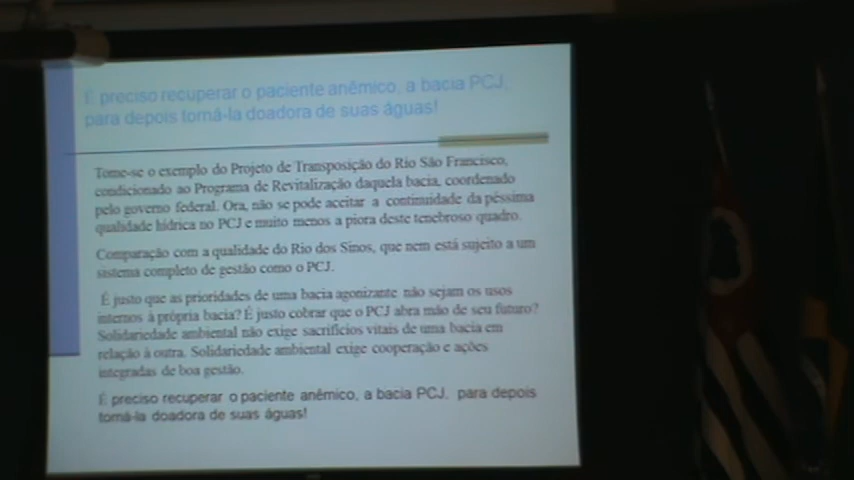 É preciso recuperar o paciente anêmico, a bacia PCJ,
para depois torná-la doadora de suas águas!
Tome-se o exemplo do Projeto de Transposição do Rio São Francisco,
condicionado ao Programa de Revitalização daquela bacia, coordenado
pelo governo federal. Ora, não se pode aceitar a continuidade da péssima
qualidade hídrica no PCJ e muito menos a piora deste tenebroso quadro.
Comparação com a qualidade do Rio dos Sinos, que nem está sujeito a um
sistema completo de gestão como o PCJ.
É justo que as prioridades de uma bacia agonizante não sejam os usos
internos à própria bacia? É justo cobrar que o PCJ abra mão de seu futuro?
Solidariedade ambiental não exige sacrifícios vitais de uma bacia em
relação à outra. Solidariedade ambiental exige cooperação e ações
integradas de boa gestão.
É preciso recuperar o paciente anêmico, a bacia PCJ, para depois
torná-la doadora de suas águas!